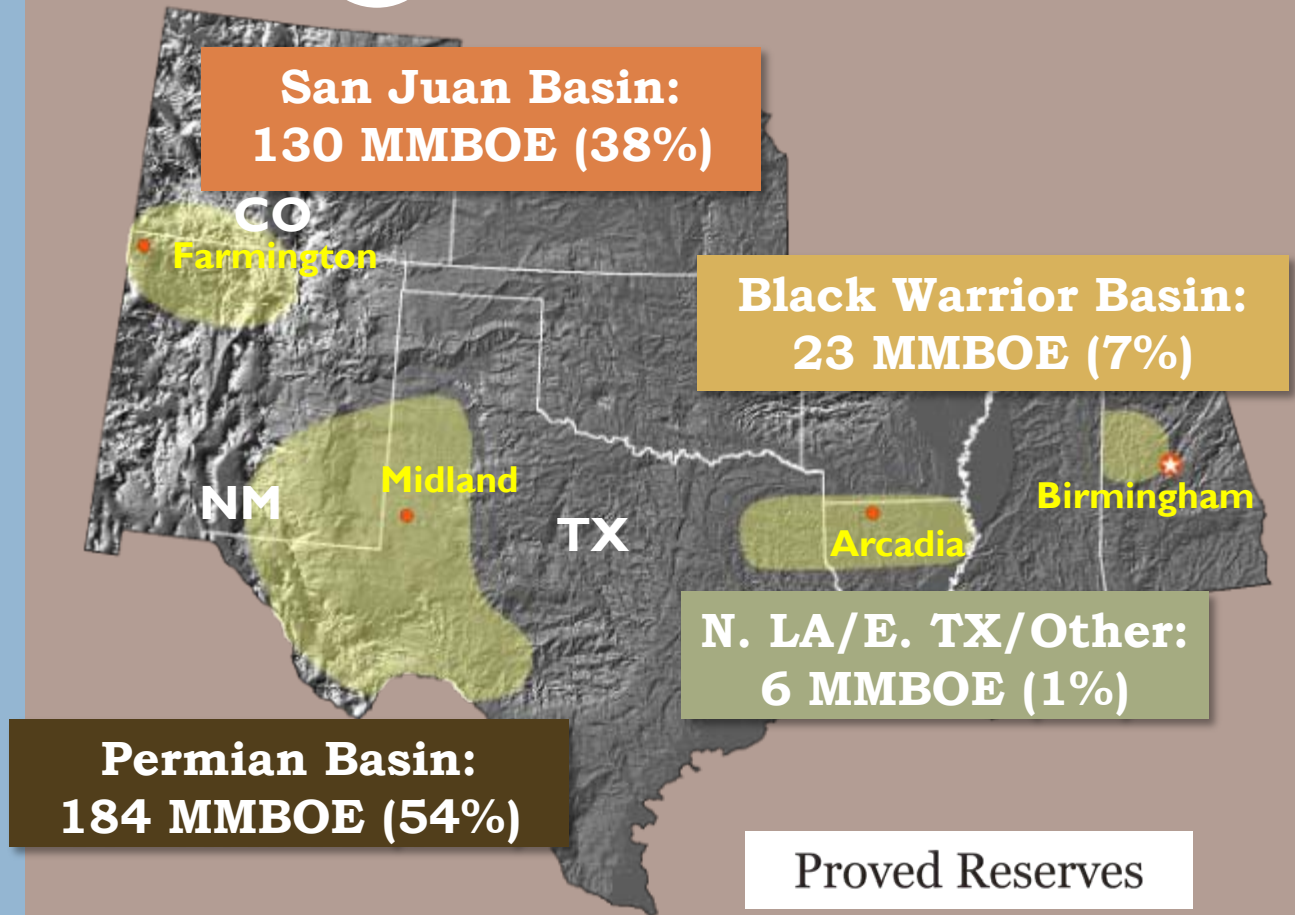 San Juan Basin:
130 MMBOE (38%)
CO
Farmington
Black Warrior Basin:
23 MMBOE (7%)
Midland
NM
Birmingham
TX
Arcadia
N. LA/E. TX/Other:
6 MMBOE (1%)
Permian Basin:
184 MMBOE (54%)
Proved Reserves